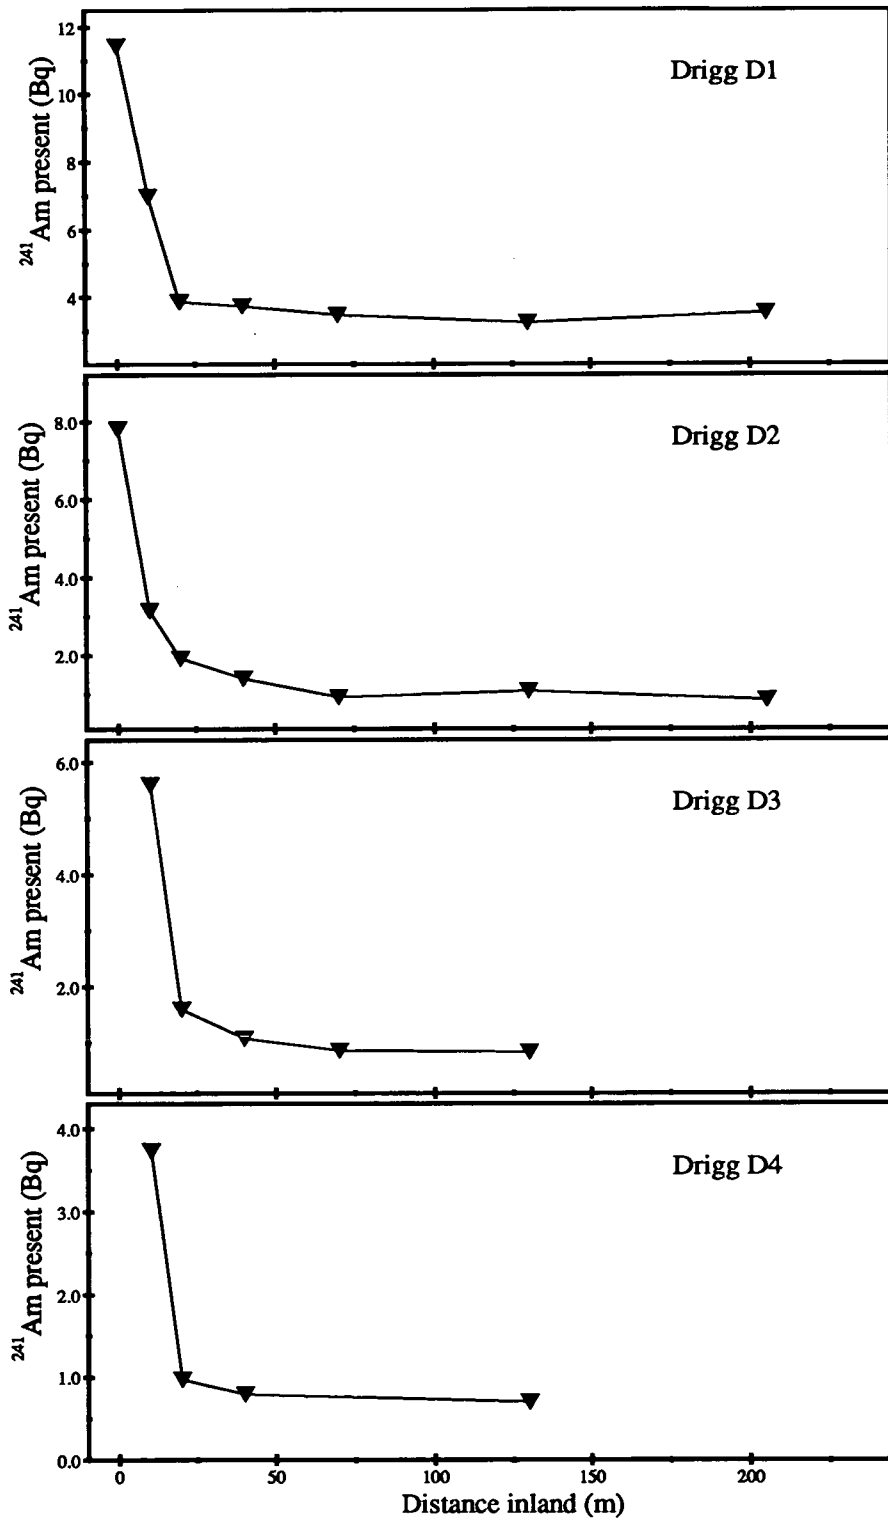 12
10
8
6
4
²⁴¹Am present (Bq)
Drigg D1
8.0
6.0
4.0
2.0
²⁴¹Am present (Bq)
Drigg D2
6.0
4.0
2.0
²⁴¹Am present (Bq)
Drigg D3
4.0
3.0
2.0
1.0
0.0
²⁴¹Am present (Bq)
Drigg D4
0 50 100 150 200
Distance inland (m)